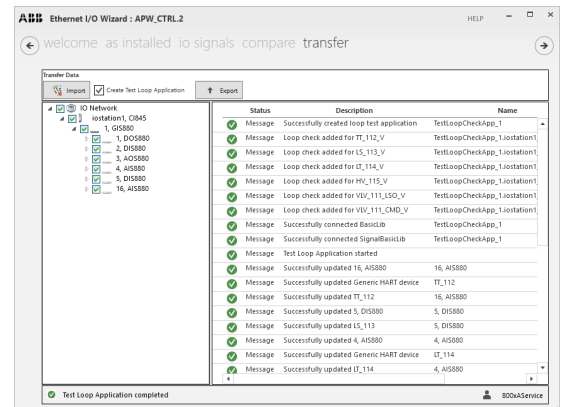 ABB Ethernet I/O Wizard : APW_CTRL.2 HELP
welcome as installed io signals compare transfer
Transfer Data
Import Create Test Loop Application Export
IO Network
iostation1, CI845
1, GIS880
1, DOS880
2, DIS880
3, AOS880
4, AIS880
5, DIS880
16, AIS880
Status Description Name
Message Successfully created loop test application TestLoopCheckApp_1
Message Loop check added for TT_112_V TestLoopCheckApp_1.iostation1
Message Loop check added for LS_113_V TestLoopCheckApp_1.iostation1
Message Loop check added for LT_114_V TestLoopCheckApp_1.iostation1
Message Loop check added for HV_115_V TestLoopCheckApp_1.iostation1
Message Loop check added for VLV_111_LSO_V TestLoopCheckApp_1.iostation1
Message Loop check added for VLV_111_CMD_V TestLoopCheckApp_1.iostation1
Message Successfully connected BasicLib TestLoopCheckApp_1
Message Successfully connected SignalBasicLib TestLoopCheckApp_1
Message Test Loop Application started
Message Successfully updated 16, AIS880 16, AIS880
Message Successfully updated Generic HART device TT_112
Message Successfully updated TT_112 16, AIS880
Message Successfully updated 5, DIS880 5, DIS880
Message Successfully updated LS_113 5, DIS880
Message Successfully updated 4, AIS880 4, AIS880
Message Successfully updated Generic HART device LT_114
Message Successfully updated LT_114 4, AIS880
Test Loop Application completed 800xAService